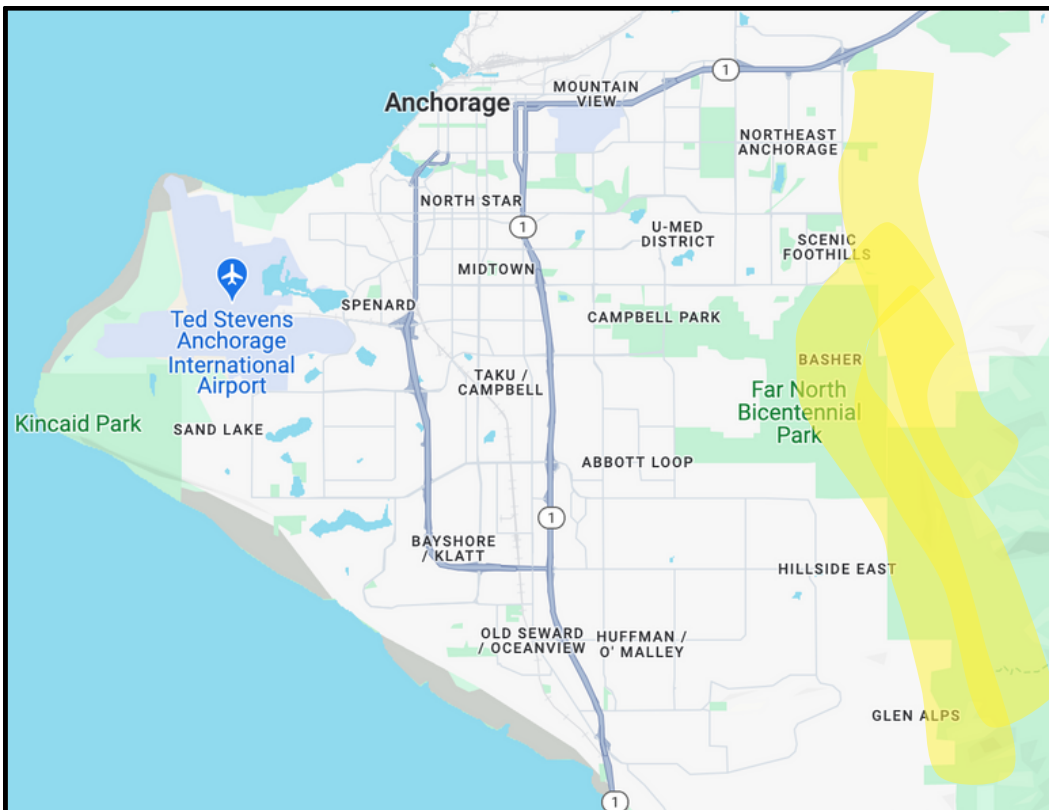 1
MOUNTAIN
VIEW
Anchorage
NORTHEAST
ANCHORAGE
NORTH STAR
1
U-MED
DISTRICT
SCENIC
FOOTHILLS
MIDTOWN
SPENARD
Ted Stevens
Anchorage
International
Airport
CAMPBELL PARK
BASHER
TAKU /
CAMPBELL
Far North
Bicentennial
Park
Kincaid Park
SAND LAKE
ABBOTT LOOP
1
BAYSHORE
/ KLATT
HILLSIDE EAST
OLD SEWARD
/ OCEANVIEW
HUFFMAN /
O' MALLEY
GLEN ALPS
1